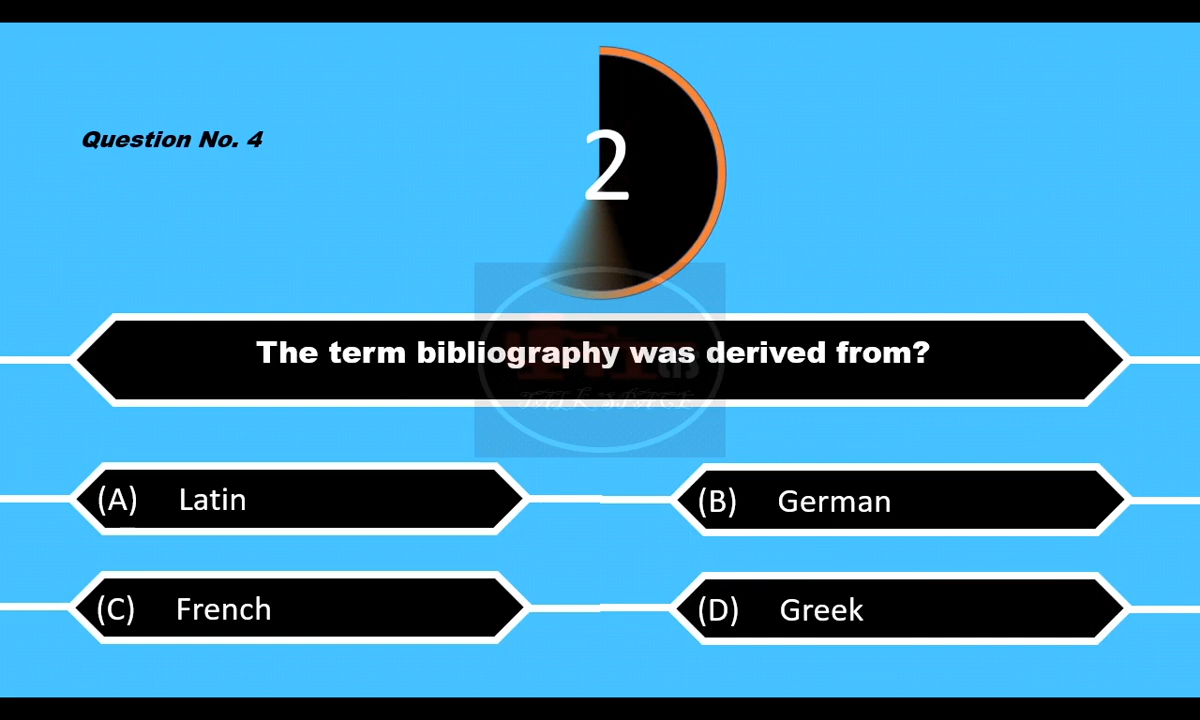 2
Question No. 4
The term bibliography was derived from?
(A) Latin
(B) German
(C) French
(D) Greek